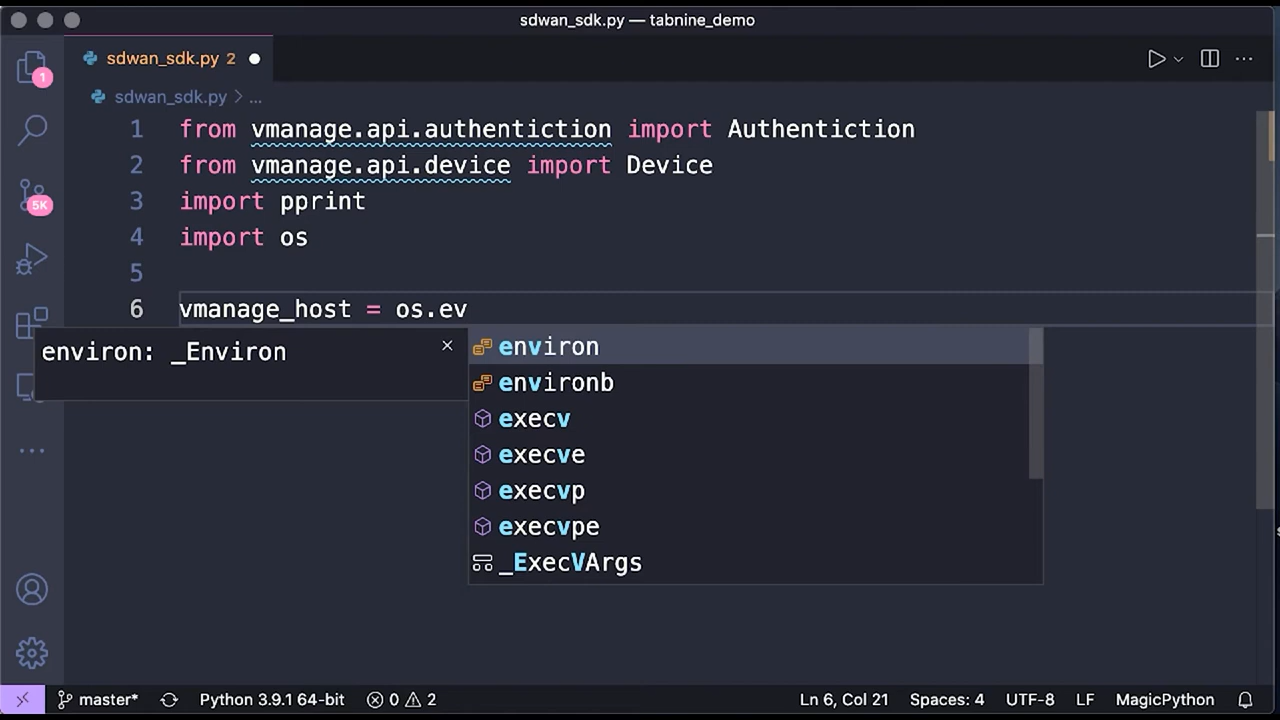 sdwan_sdk.py — tabnine_demo
sdwan_sdk.py 2
1
sdwan_sdk.py > ...
1 from vmanage.api.authentiction import Authentiction
2 from vmanage.api.device import Device
3 import pprint
4 import os
5
6 vmanage_host = os.ev
5K
environ: _Environ
environ
environb
execv
execve
execvp
execvpe
_ExecVArgs
master* Python 3.9.1 64-bit 0 2 Ln 6, Col 21 Spaces: 4 UTF-8 LF MagicPython